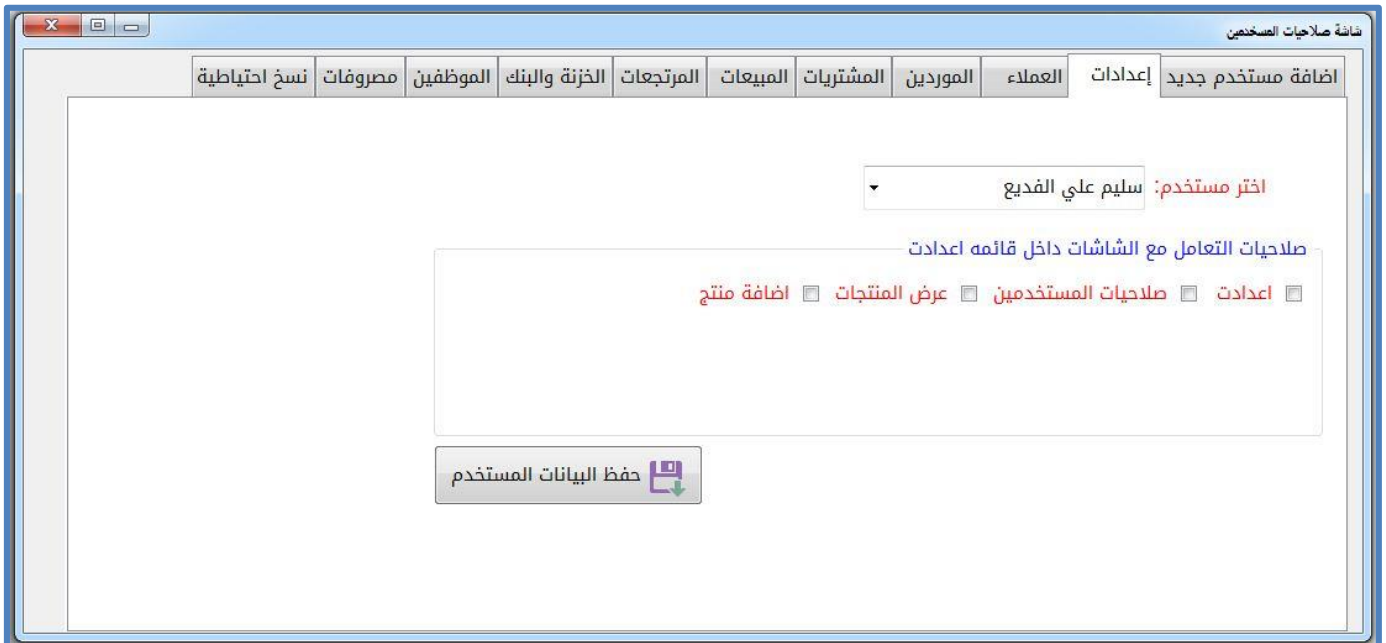 شاشة صلاحيات المسخدمين
اضافة مستخدم جديد إعدادات العملاء الموردين المشتريات المبيعات المرتجعات الخزنة والبنك الموظفين مصروفات نسخ احتياطية
اختر مستخدم: سليم علي الفديع
صلاحيات التعامل مع الشاشات داخل قائمه اعدادت
اعدادت صلاحيات المستخدمين عرض المنتجات اضافة منتج
حفظ البيانات المستخدم